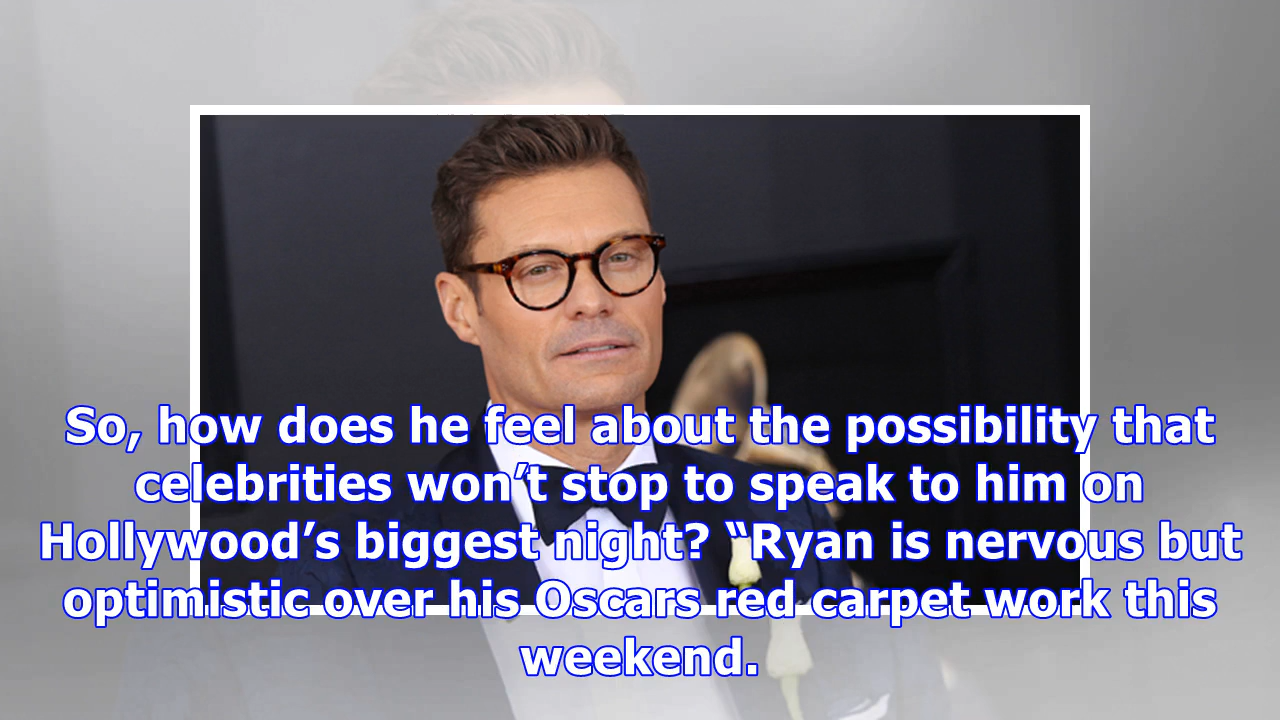 So, how does he feel about the possibility that
celebrities won’t stop to speak to him on
Hollywood’s biggest night? “Ryan is nervous but
optimistic over his Oscars red carpet work this
weekend.